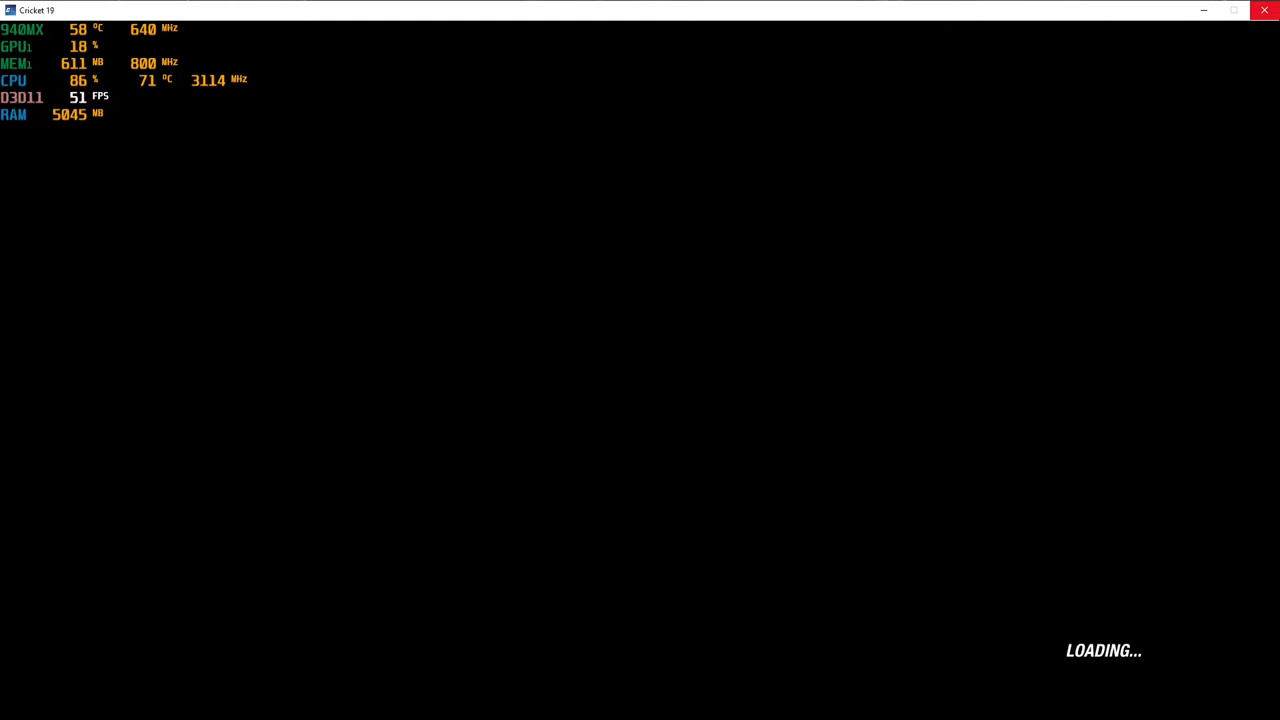 Cricket 19
940MX 58 °C 640 MHz
GPU1 18 %
MEM1 611 MB 800 MHz
CPU 86 % 71 °C 3114 MHz
D3D11 51 FPS
RAM 5045 MB
LOADING...